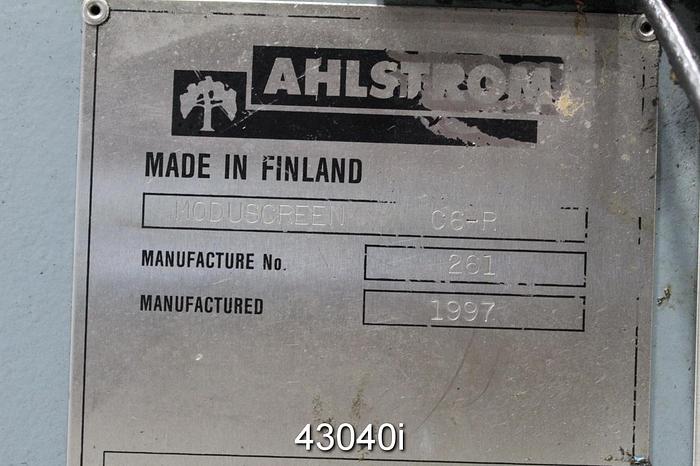 AHLSTROM
MADE IN FINLAND
MODUSCREEN C6-R
MANUFACTURE No. 261
MANUFACTURED 1997
43040i